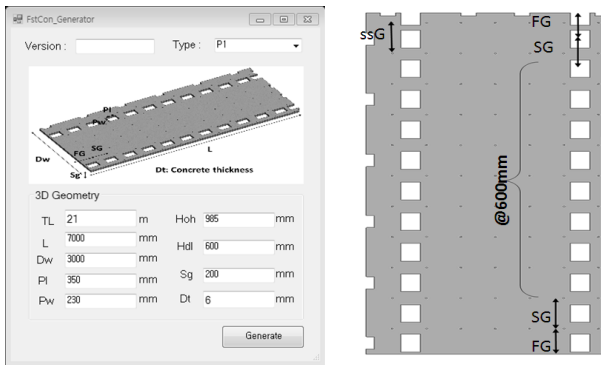 FstCon_Generator
Version :
Type : P1
Pl
Pw
Dw
FG
SG
Sg
L
Dt: Concrete thickness
3D Geometry
TL 21 m
L 7000 mm
Dw 3000 mm
Pl 350 mm
Pw 230 mm
Hoh 985 mm
Hdl 600 mm
Sg 200 mm
Dt 6 mm
Generate
ssG
FG
SG
@600mm
SG
FG